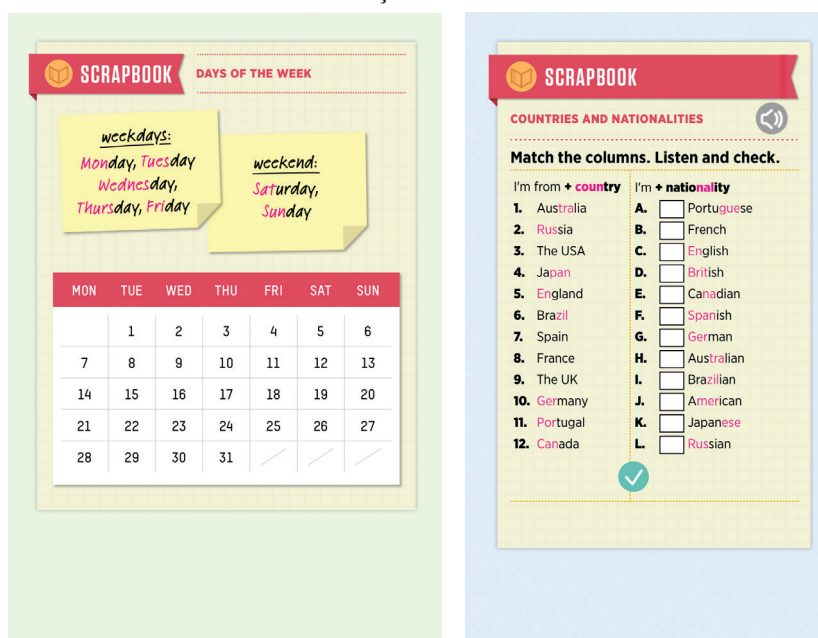 SCRAPBOOK
DAYS OF THE WEEK
weekdays:
Monday, Tuesday
Wednesday,
Thursday, Friday
weekend:
Saturday,
Sunday
MON TUE WED THU FRI SAT SUN
1 2 3 4 5 6
7 8 9 10 11 12 13
14 15 16 17 18 19 20
21 22 23 24 25 26 27
28 29 30 31
SCRAPBOOK
COUNTRIES AND NATIONALITIES
Match the columns. Listen and check.
I'm from + country I'm + nationality
1. Australia A. Portuguese
2. Russia B. French
3. The USA C. English
4. Japan D. British
5. England E. Canadian
6. Brazil F. Spanish
7. Spain G. German
8. France H. Australian
9. The UK I. Brazilian
10. Germany J. American
11. Portugal K. Japanese
12. Canada L. Russian